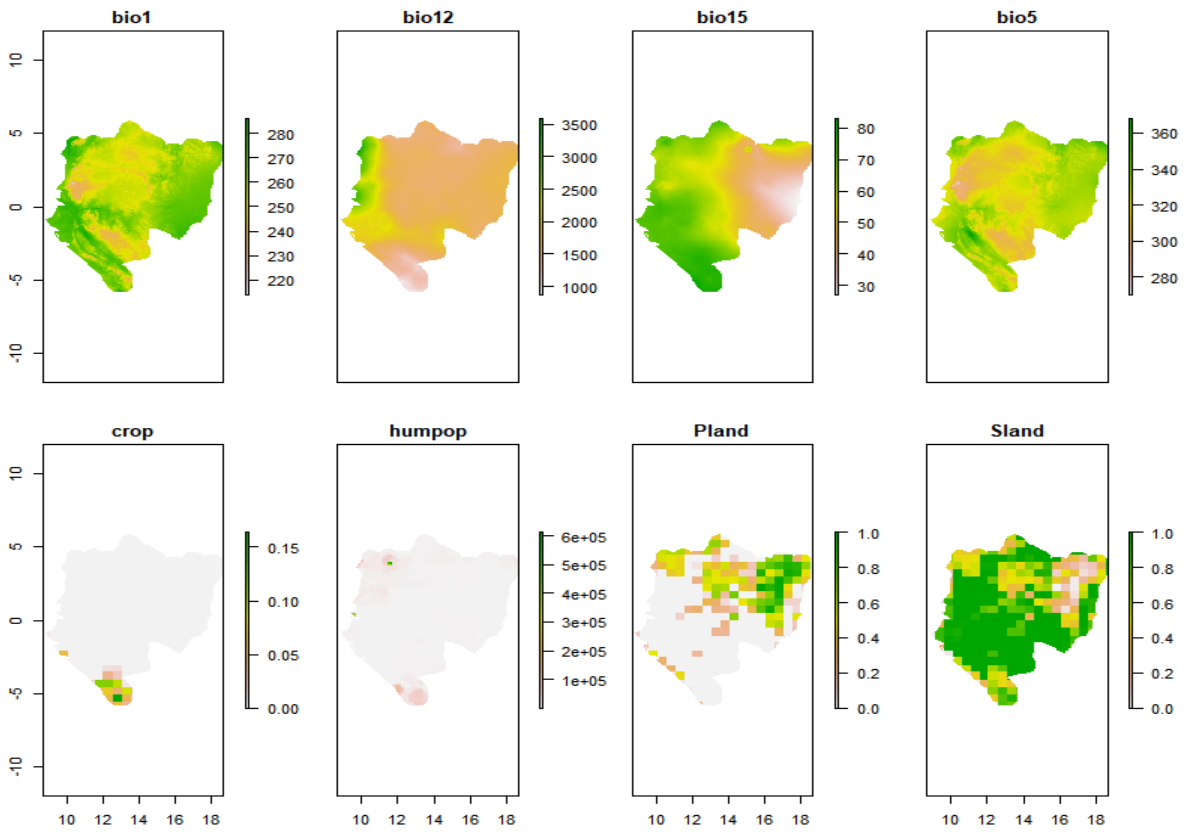 bio1 bio12 bio15 bio5
10 5 0 -5 -10
280 270 260 250 240 230 220
3500 3000 2500 2000 1500 1000
80 70 60 50 40 30
360 340 320 300 280
crop humpop Pland Sland
10 5 0 -5 -10
0.15 0.10 0.05 0.00
6e+05 5e+05 4e+05 3e+05 2e+05 1e+05
1.0 0.8 0.6 0.4 0.2 0.0
1.0 0.8 0.6 0.4 0.2 0.0
10 12 14 16 18 10 12 14 16 18 10 12 14 16 18 10 12 14 16 18